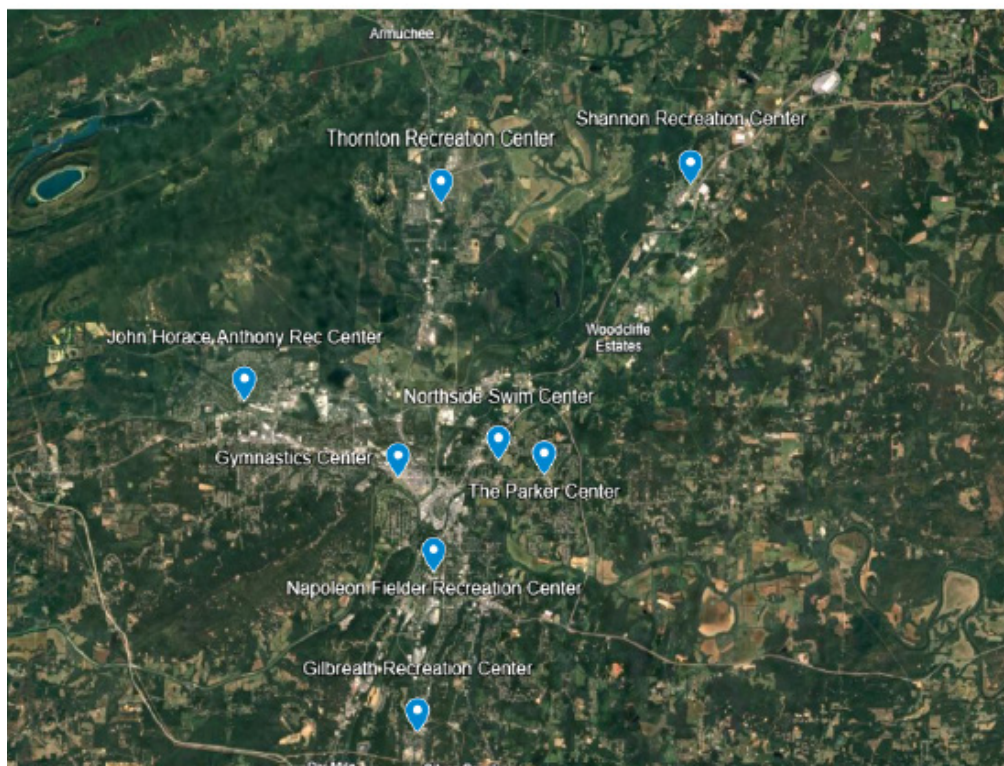 Armuchee
Shannon Recreation Center
Thornton Recreation Center
Woodcliffe
Estates
John Horace Anthony Rec Center
Northside Swim Center
Gymnastics Center
The Parker Center
Napoleon Fielder Recreation Center
Gilbreath Recreation Center